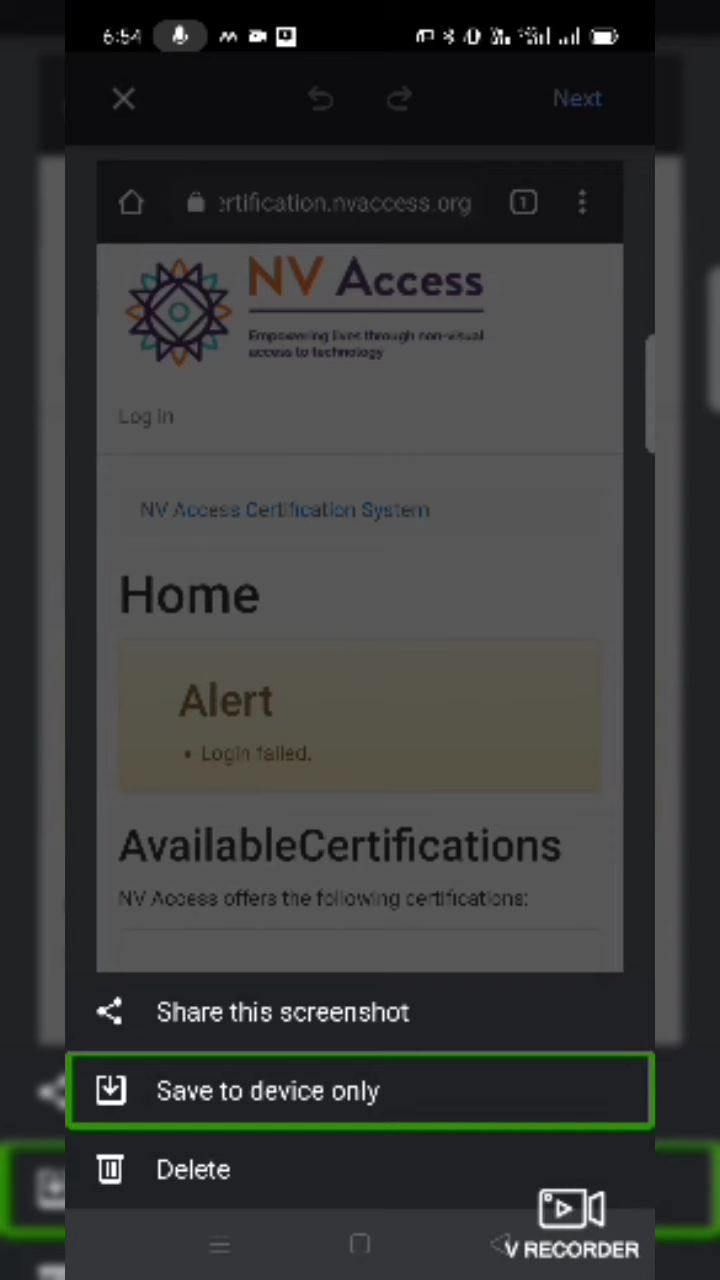 6:54
Next
ertification.nvaccess.org
1
NV Access
Empowering lives through non-visual
access to technology
Log in
NV Access Certification System
Home
Alert
• Login failed.
AvailableCertifications
NV Access offers the following certifications:
Share this screenshot
Save to device only
Delete
V RECORDER